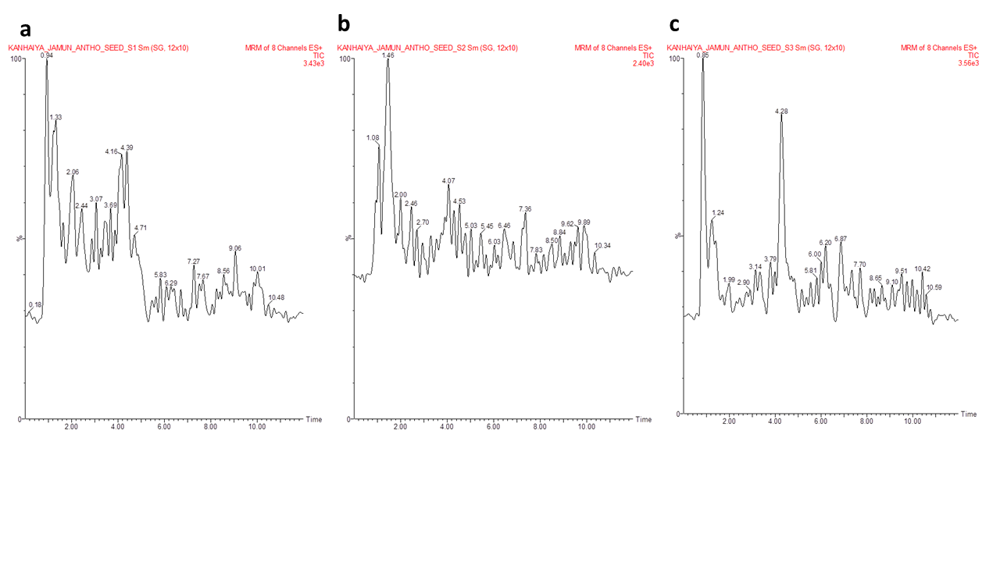 a
KANHAIYA_JAMUN_ANTHO_SEED_S1 Sm (SG, 12x10)
MRM of 8 Channels ES+
TIC
3.43e3
100
%
0
0.18
0.94
1.33
2.06
2.44
3.07
3.69
4.16
4.39
4.71
5.83
6.29
7.27
7.67
8.56
9.06
10.01
10.48
2.00 4.00 6.00 8.00 10.00
Time
b
KANHAIYA_JAMUN_ANTHO_SEED_S2 Sm (SG, 12x10)
MRM of 8 Channels ES+
TIC
2.40e3
100
%
0
1.08
1.46
2.00
2.46
2.70
4.07
4.53
5.03
5.45
6.03
6.46
7.36
7.83
8.50
8.84
9.62
9.89
10.34
2.00 4.00 6.00 8.00 10.00
Time
c
KANHAIYA_JAMUN_ANTHO_SEED_S3 Sm (SG, 12x10)
MRM of 8 Channels ES+
TIC
3.56e3
100
%
0
0.85
1.24
1.99
2.90
3.14
3.79
4.28
5.81
6.00
6.20
6.87
7.70
8.65
9.10
9.51
10.42
10.59
2.00 4.00 6.00 8.00 10.00
Time